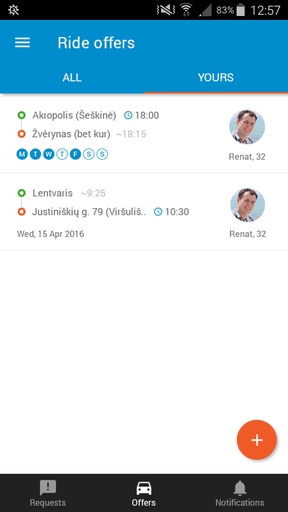 83% 12:57
Ride offers
ALL YOURS
Akropolis (Šeškinė) 18:00
Žvėrynas (bet kur) ~18:15
M T W T F S S
Renat, 32
Lentvaris ~9:25
Justiniškių g. 79 (Viršuliš.. 10:30
Wed, 15 Apr 2016
Renat, 32
Requests Offers Notifications